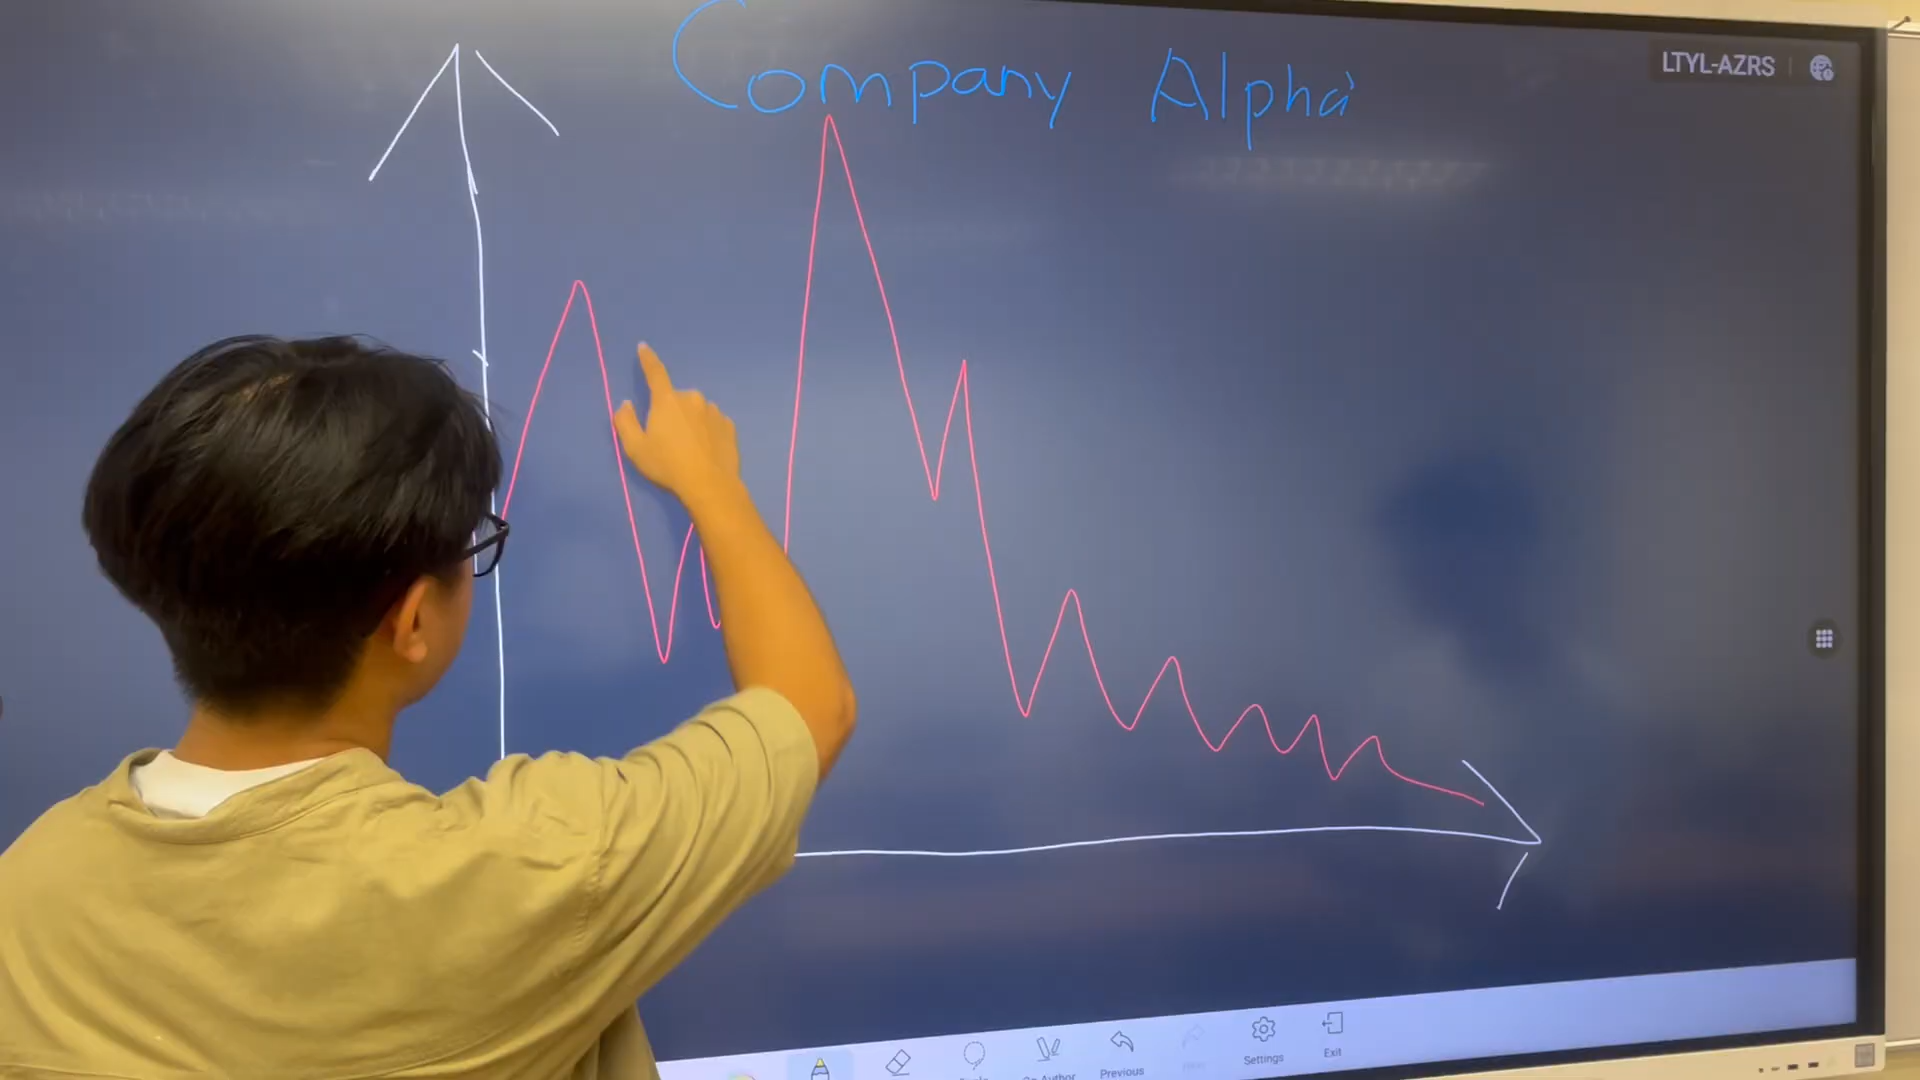 Company Alpha
LTYL-AZRS
Previous
Settings
Exit